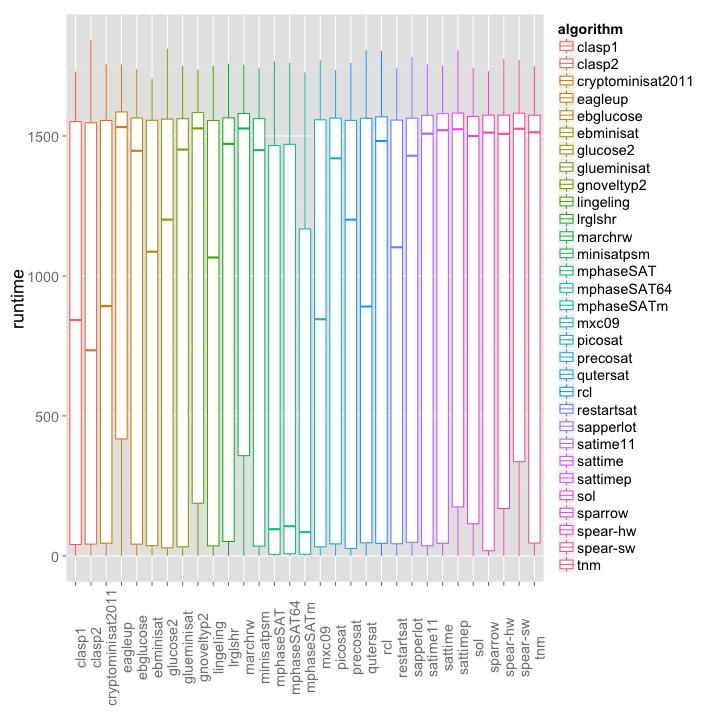 algorithm
clasp1
clasp2
cryptominisat2011
eagleup
ebglucose
ebminisat
glucose2
glueminisat
gnoveltyp2
lingeling
lrglshr
marchrw
minisatpsm
mphaseSAT
mphaseSAT64
mphaseSATm
mxc09
picosat
precosat
qutersat
rcl
restartsat
sapperlot
satime11
sattime
sattimep
sol
sparrow
spear-hw
spear-sw
tnm
runtime
1500
1000
500
0
clasp1
clasp2
cryptominisat2011
eagleup
ebglucose
ebminisat
glucose2
glueminisat
gnoveltyp2
lingeling
lrglshr
marchrw
minisatpsm
mphaseSAT
mphaseSAT64
mphaseSATm
mxc09
picosat
precosat
qutersat
rcl
restartsat
sapperlot
satime11
sattime
sattimep
sol
sparrow
spear-hw
spear-sw
tnm